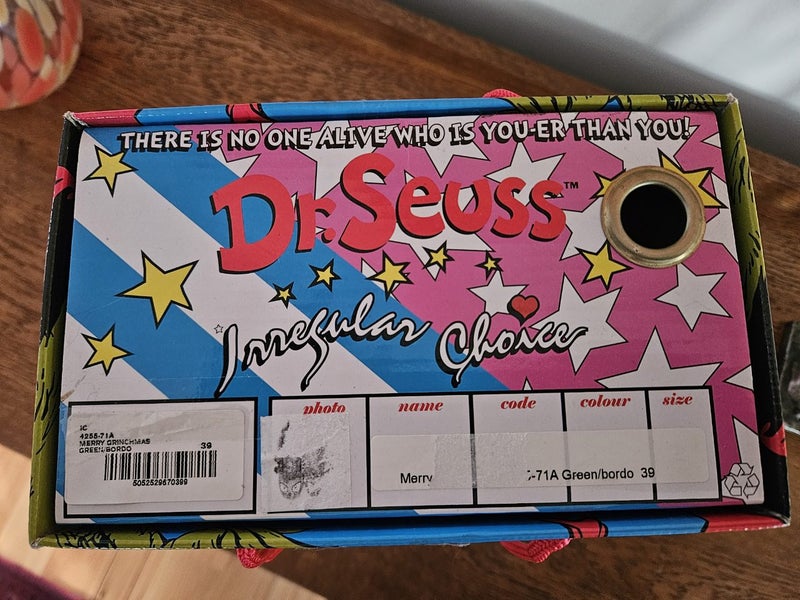 THERE IS NO ONE ALIVE WHO IS YOU-ER THAN YOU!
Dr. Seuss™
Irregular Choice
photo name code colour size
IC
4255-71A
MERRY GRINCHMAS
GREEN/BORDO 39
5052529670399
Merry -71A Green/bordo 39